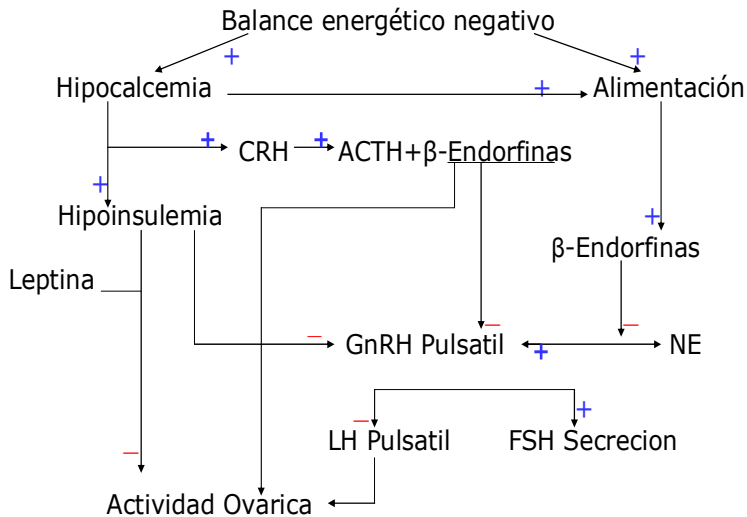 Balance energético negativo
+ +
Hipocalcemia + Alimentación
+ CRH + ACTH+β-Endorfinas
+
Hipoinsulemia +
β-Endorfinas
Leptina
− − −
GnRH Pulsatil + NE
− +
LH Pulsatil FSH Secrecion
−
Actividad Ovarica